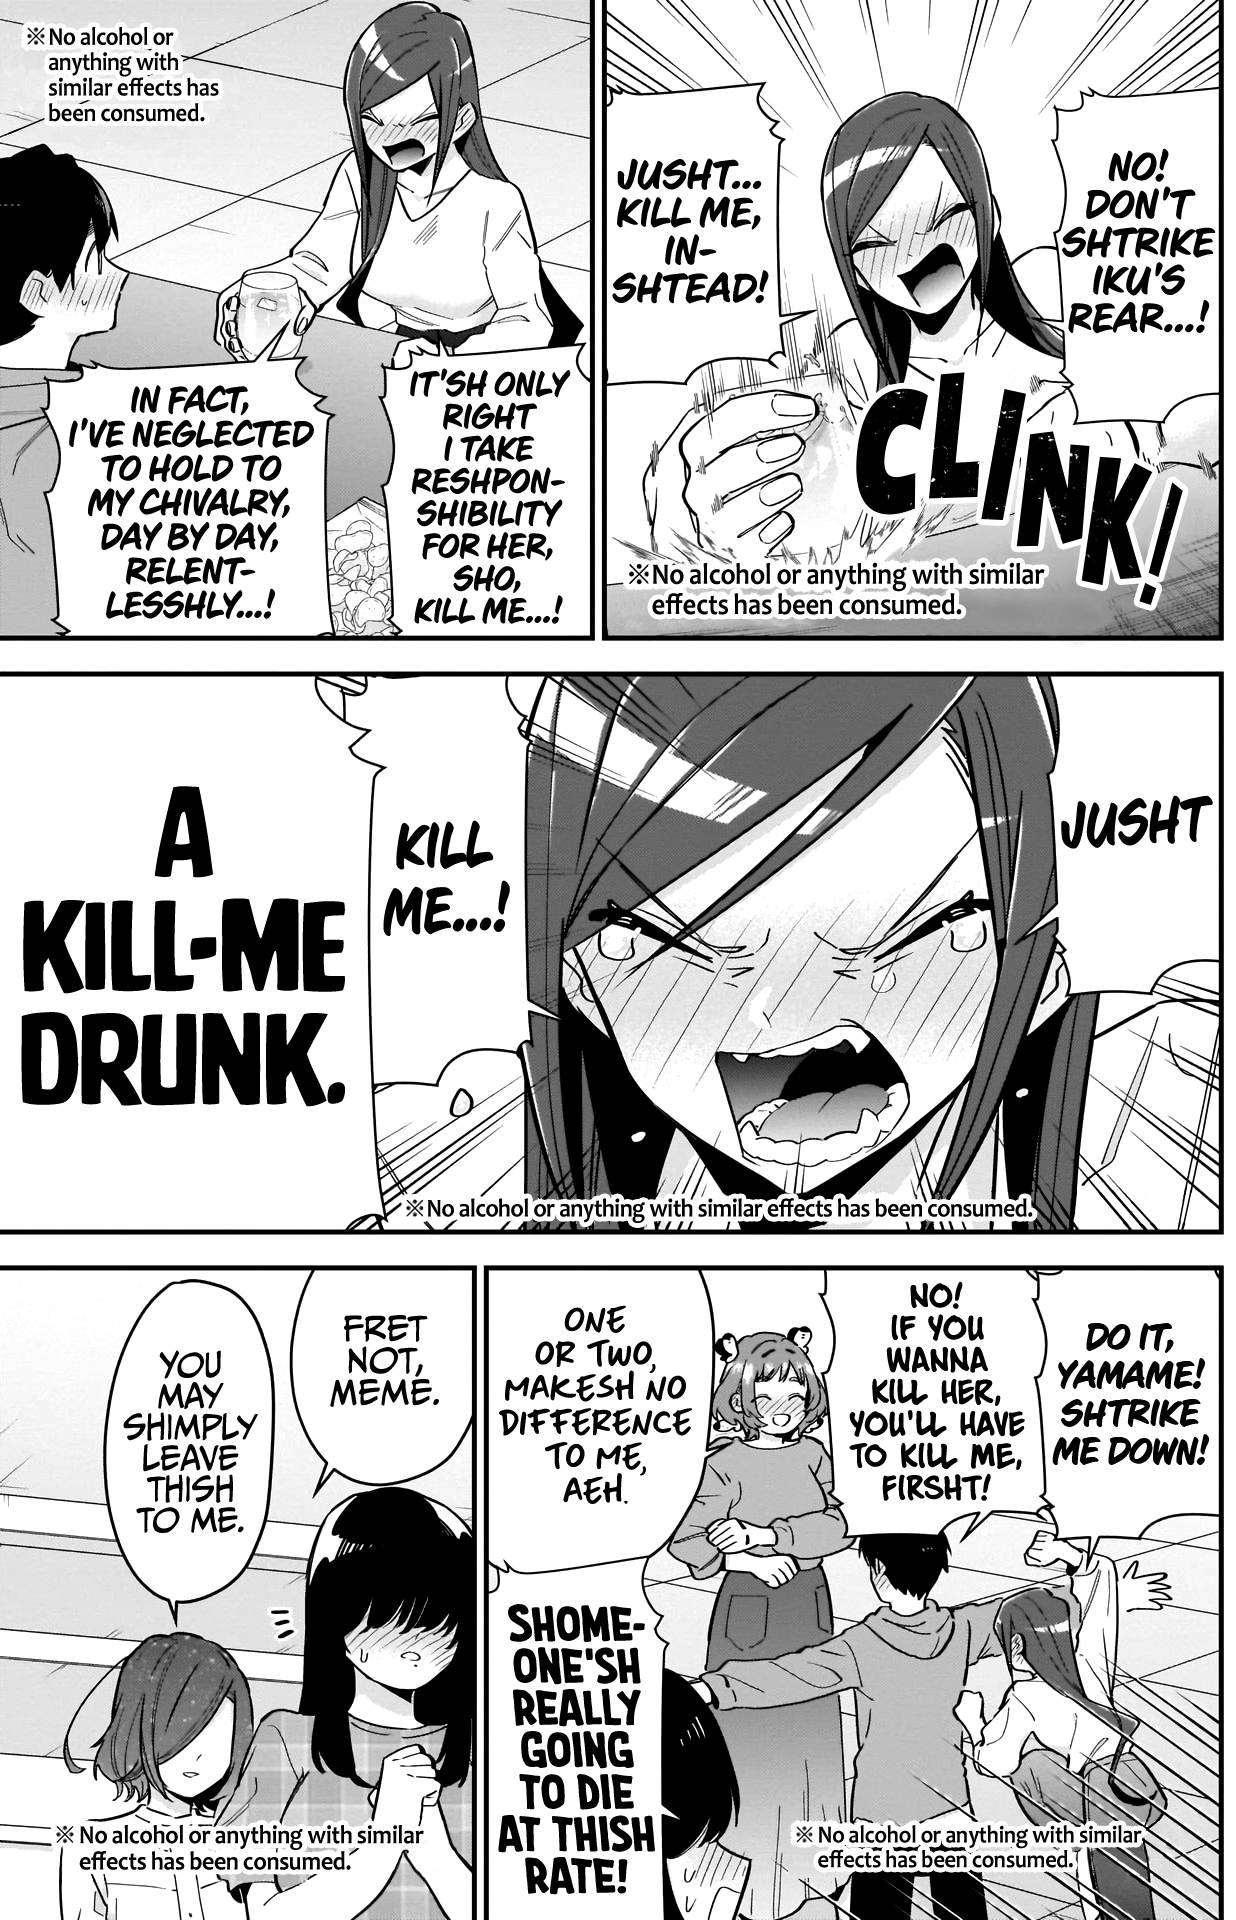 NO!
DON'T
SHTRIKE
IKU'S
REAR...!
JUSHT...
KILL ME,
IN-
SHTEAD!
CLINK!
※No alcohol or anything with similar
effects has been consumed.
※No alcohol or
anything with
similar effects has
been consumed.
IT'SH ONLY
RIGHT
I TAKE
RESHPON-
SHIBILITY
FOR HER,
SHO,
KILL ME...!
IN FACT,
I'VE NEGLECTED
TO HOLD TO
MY CHIVALRY,
DAY BY DAY,
RELENT-
LESSHLY...!
JUSHT
KILL
ME...!
A
KILL-ME
DRUNK.
※No alcohol or anything with similar effects has been consumed.
DO IT,
YAMAME!
SHTRIKE
ME DOWN!
NO!
IF YOU
WANNA
KILL HER,
YOU'LL HAVE
TO KILL ME,
FIRSHT!
ONE
OR TWO,
MAKESH NO
DIFFERENCE
TO ME,
AEH.
SHOME-
ONE'SH
REALLY
GOING
TO DIE
AT THISH
RATE!
※No alcohol or anything with similar
effects has been consumed.
FRET
NOT,
MEME.
YOU
MAY
SHIMPLY
LEAVE
THISH
TO ME.
※No alcohol or anything with similar
effects has been consumed.